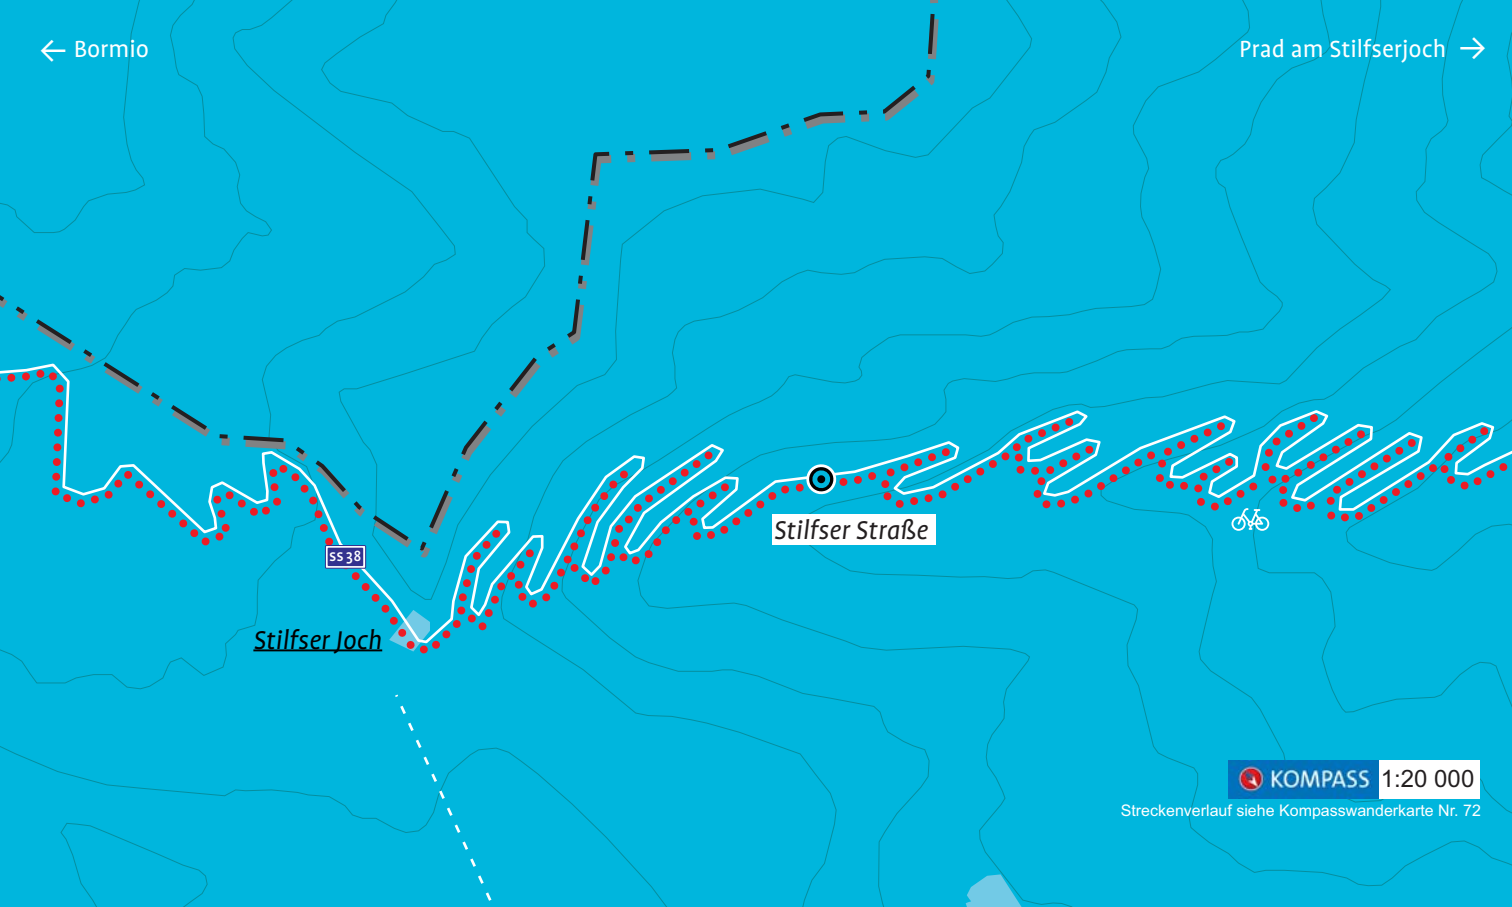 ← Bormio
Prad am Stilfserjoch →
Stilfser Straße
SS 38
Stilfser Joch
KOMPASS 1:20 000
Streckenverlauf siehe Kompasswanderkarte Nr. 72